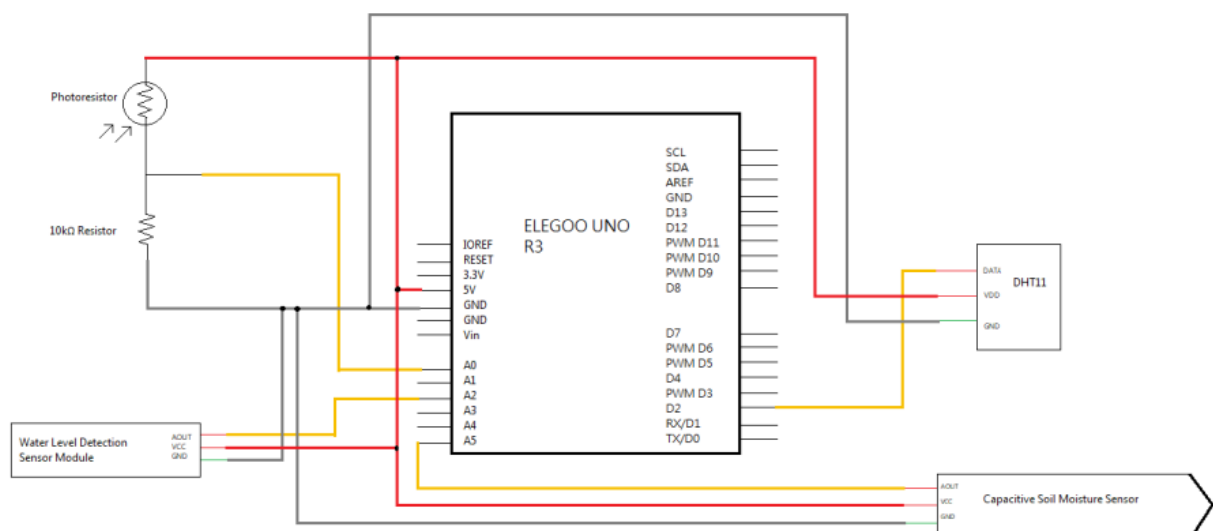 Photoresistor
10kΩ Resistor
ELEGOO UNO
R3
IOREF
RESET
3.3V
5V
GND
GND
Vin
A0
A1
A2
A3
A4
A5
SCL
SDA
AREF
GND
D13
D12
PWM D11
PWM D10
PWM D9
D8
D7
PWM D6
PWM D5
D4
PWM D3
D2
RX/D1
TX/D0
DATA
VDD
GND
DHT11
Water Level Detection
Sensor Module
AOUT
VCC
GND
AOUT
VCC
GND
Capacitive Soil Moisture Sensor